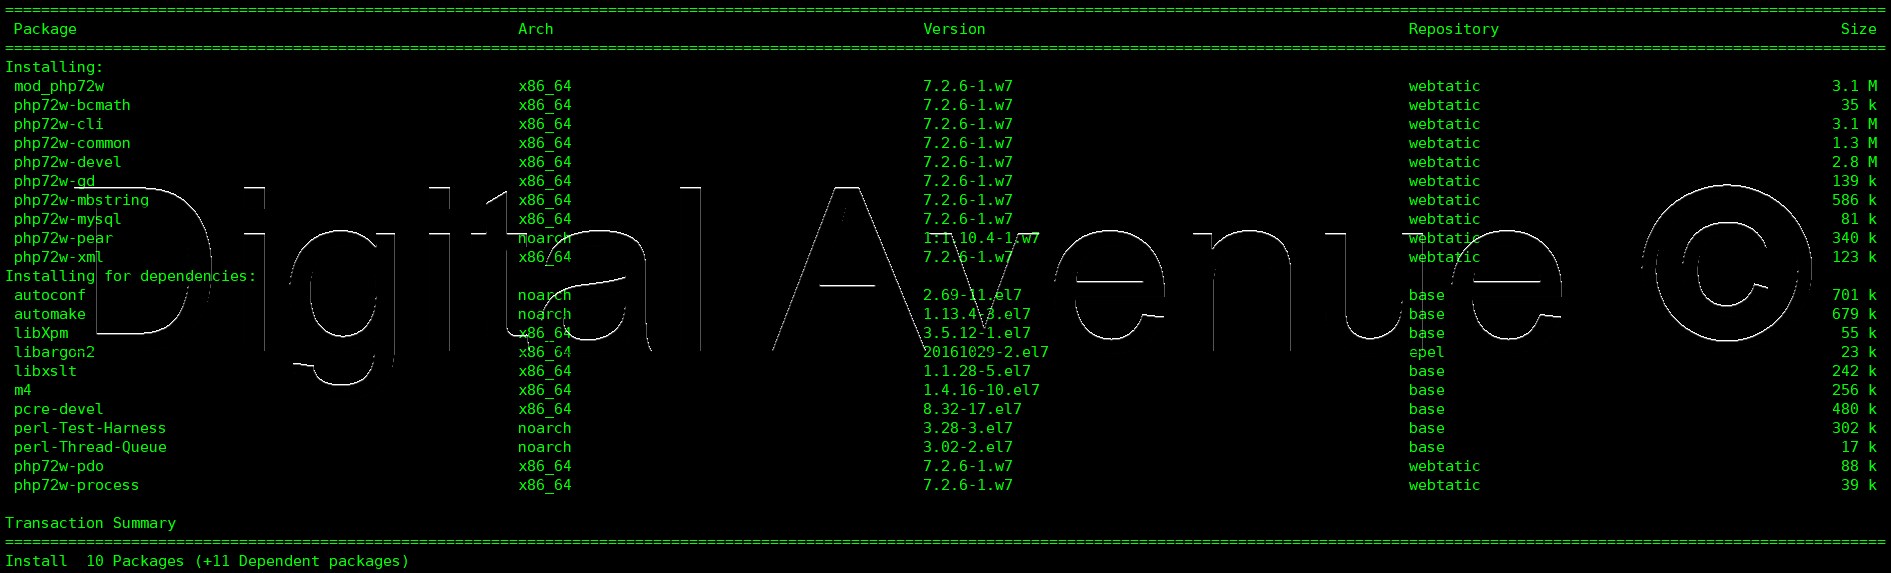 ================================================================================
Package Arch Version Repository Size
================================================================================
Installing:
mod_php72w x86_64 7.2.6-1.w7 webtatic 3.1 M
php72w-bcmath x86_64 7.2.6-1.w7 webtatic 35 k
php72w-cli x86_64 7.2.6-1.w7 webtatic 3.1 M
php72w-common x86_64 7.2.6-1.w7 webtatic 1.3 M
php72w-devel x86_64 7.2.6-1.w7 webtatic 2.8 M
php72w-gd x86_64 7.2.6-1.w7 webtatic 139 k
php72w-mbstring x86_64 7.2.6-1.w7 webtatic 586 k
php72w-mysql x86_64 7.2.6-1.w7 webtatic 81 k
php72w-pear noarch 1:1.10.4-1.w7 webtatic 340 k
php72w-xml x86_64 7.2.6-1.w7 webtatic 123 k
Digital Avenue ©
Installing for dependencies:
autoconf noarch 2.69-11.el7 base 701 k
automake noarch 1.13.4-3.el7 base 679 k
libXpm x86_64 3.5.12-1.el7 base 55 k
libargon2 x86_64 20161029-2.el7 epel 23 k
libxslt x86_64 1.1.28-5.el7 base 242 k
m4 x86_64 1.4.16-10.el7 base 256 k
pcre-devel x86_64 8.32-17.el7 base 480 k
perl-Test-Harness noarch 3.28-3.el7 base 302 k
perl-Thread-Queue noarch 3.02-2.el7 base 17 k
php72w-pdo x86_64 7.2.6-1.w7 webtatic 88 k
php72w-process x86_64 7.2.6-1.w7 webtatic 39 k
Transaction Summary
================================================================================
Install 10 Packages (+11 Dependent packages)